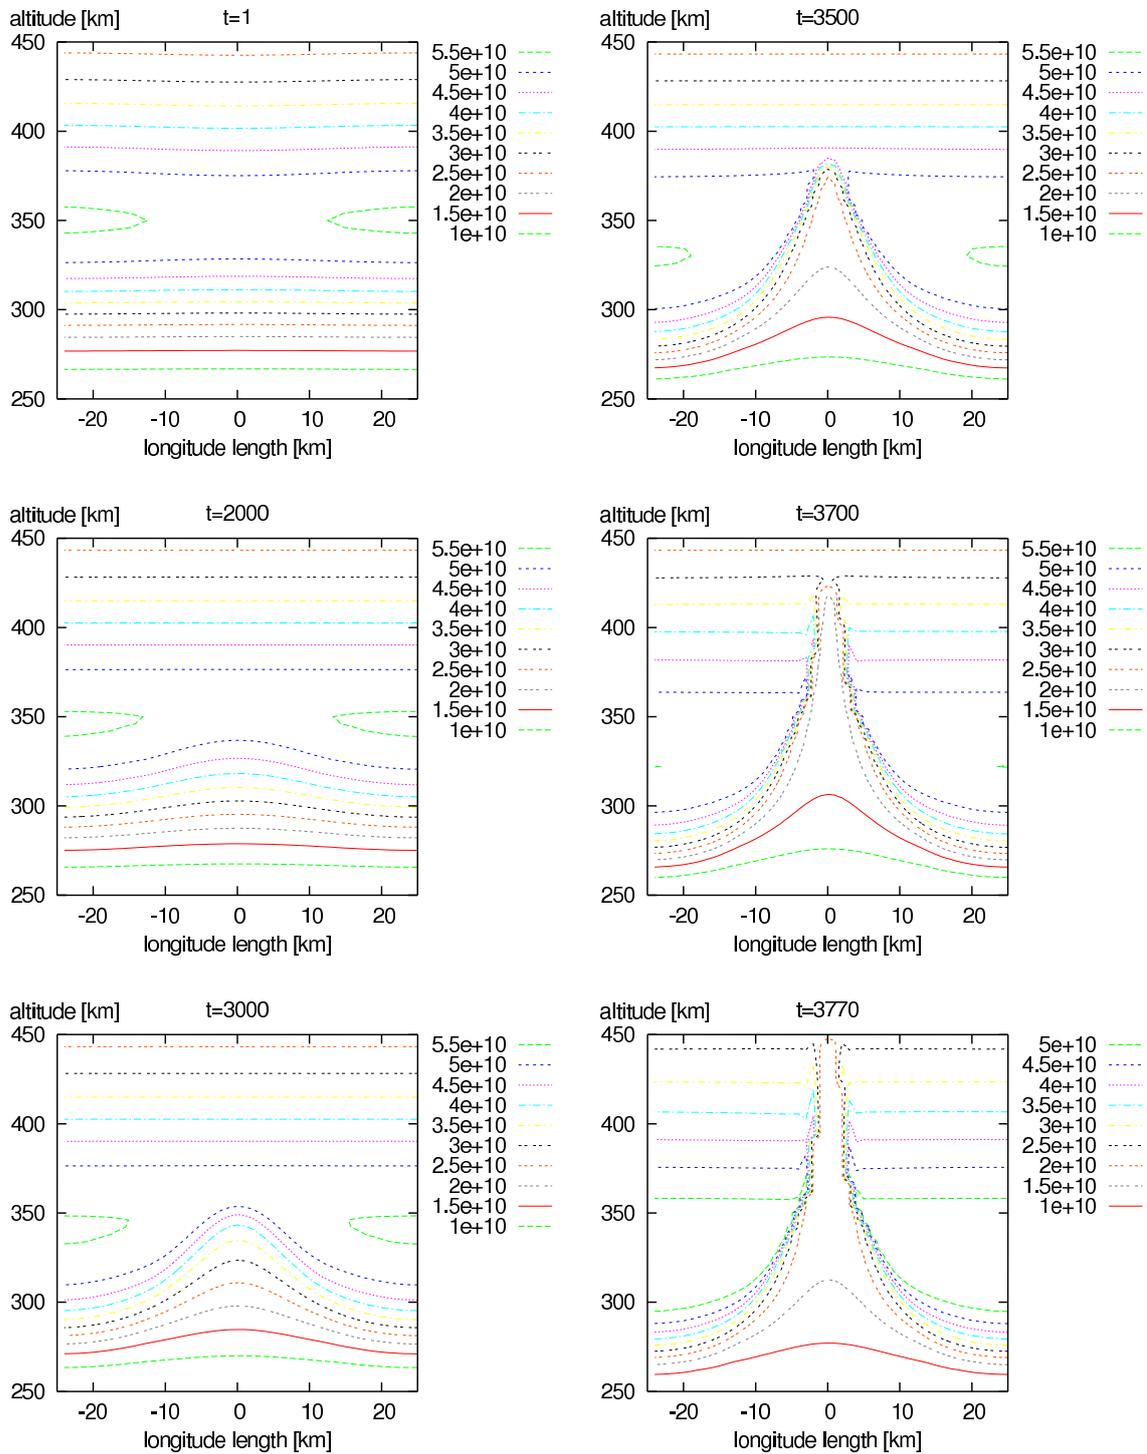 altitude [km] t=1
450
400
350
300
250
-20 -10 0 10 20
longitude length [km]
5.5e+10
5e+10
4.5e+10
4e+10
3.5e+10
3e+10
2.5e+10
2e+10
1.5e+10
1e+10
altitude [km] t=3500
450
400
350
300
250
-20 -10 0 10 20
longitude length [km]
5.5e+10
5e+10
4.5e+10
4e+10
3.5e+10
3e+10
2.5e+10
2e+10
1.5e+10
1e+10
altitude [km] t=2000
450
400
350
300
250
-20 -10 0 10 20
longitude length [km]
5.5e+10
5e+10
4.5e+10
4e+10
3.5e+10
3e+10
2.5e+10
2e+10
1.5e+10
1e+10
altitude [km] t=3700
450
400
350
300
250
-20 -10 0 10 20
longitude length [km]
5.5e+10
5e+10
4.5e+10
4e+10
3.5e+10
3e+10
2.5e+10
2e+10
1.5e+10
1e+10
altitude [km] t=3000
450
400
350
300
250
-20 -10 0 10 20
longitude length [km]
5.5e+10
5e+10
4.5e+10
4e+10
3.5e+10
3e+10
2.5e+10
2e+10
1.5e+10
1e+10
altitude [km] t=3770
450
400
350
300
250
-20 -10 0 10 20
longitude length [km]
5e+10
4.5e+10
4e+10
3.5e+10
3e+10
2.5e+10
2e+10
1.5e+10
1e+10